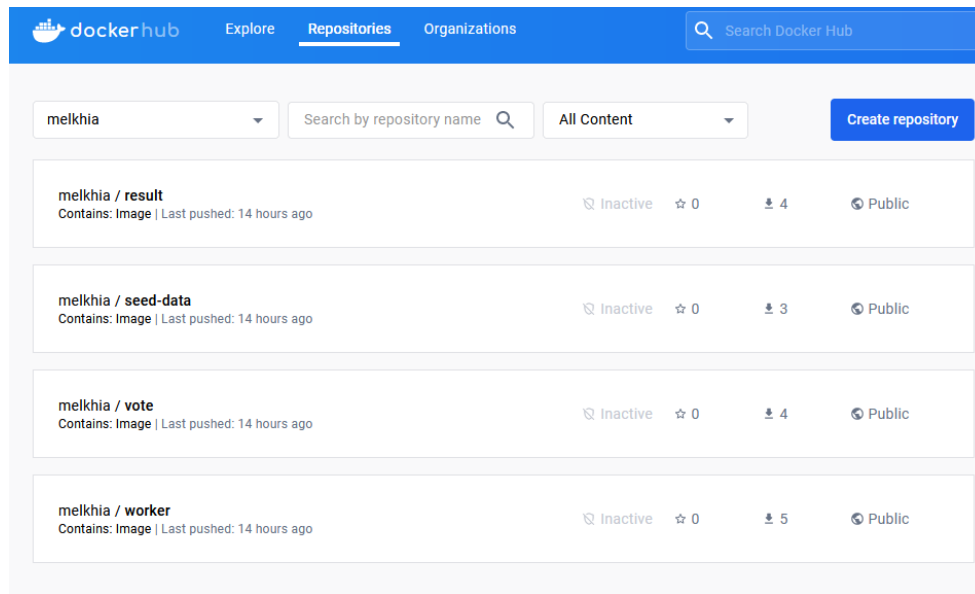 dockerhub Explore Repositories Organizations Search Docker Hub
melkhia Search by repository name All Content Create repository
melkhia / result
Contains: Image | Last pushed: 14 hours ago
Inactive 0 4 Public
melkhia / seed-data
Contains: Image | Last pushed: 14 hours ago
Inactive 0 3 Public
melkhia / vote
Contains: Image | Last pushed: 14 hours ago
Inactive 0 4 Public
melkhia / worker
Contains: Image | Last pushed: 14 hours ago
Inactive 0 5 Public